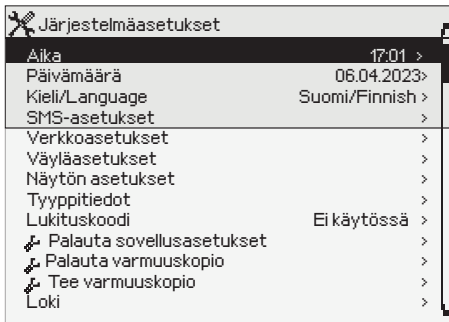 Järjestelmäasetukset
Aika 17:01 >
Päivämäärä 06.04.2023>
Kieli/Language Suomi/Finnish >
SMS-asetukset >
Verkkoasetukset >
Väyläasetukset >
Näytön asetukset >
Tyyppitiedot >
Lukituskoodi Ei käytössä >
Palauta sovellusasetukset >
Palauta varmuuskopio >
Tee varmuuskopio >
Loki >